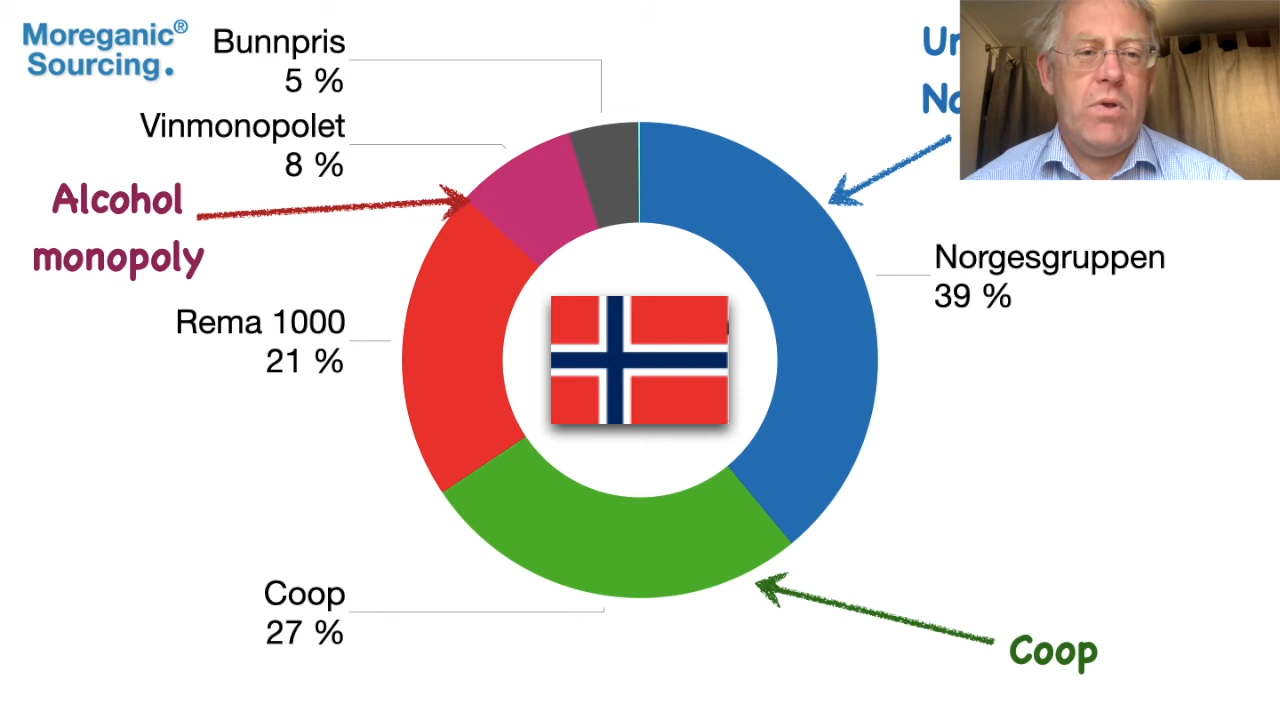 Moreganic®
Sourcing.
Bunnpris
5 %
Vinmonopolet
8 %
Alcohol
monopoly
Rema 1000
21 %
Norgesgruppen
39 %
Coop
27 %
Coop